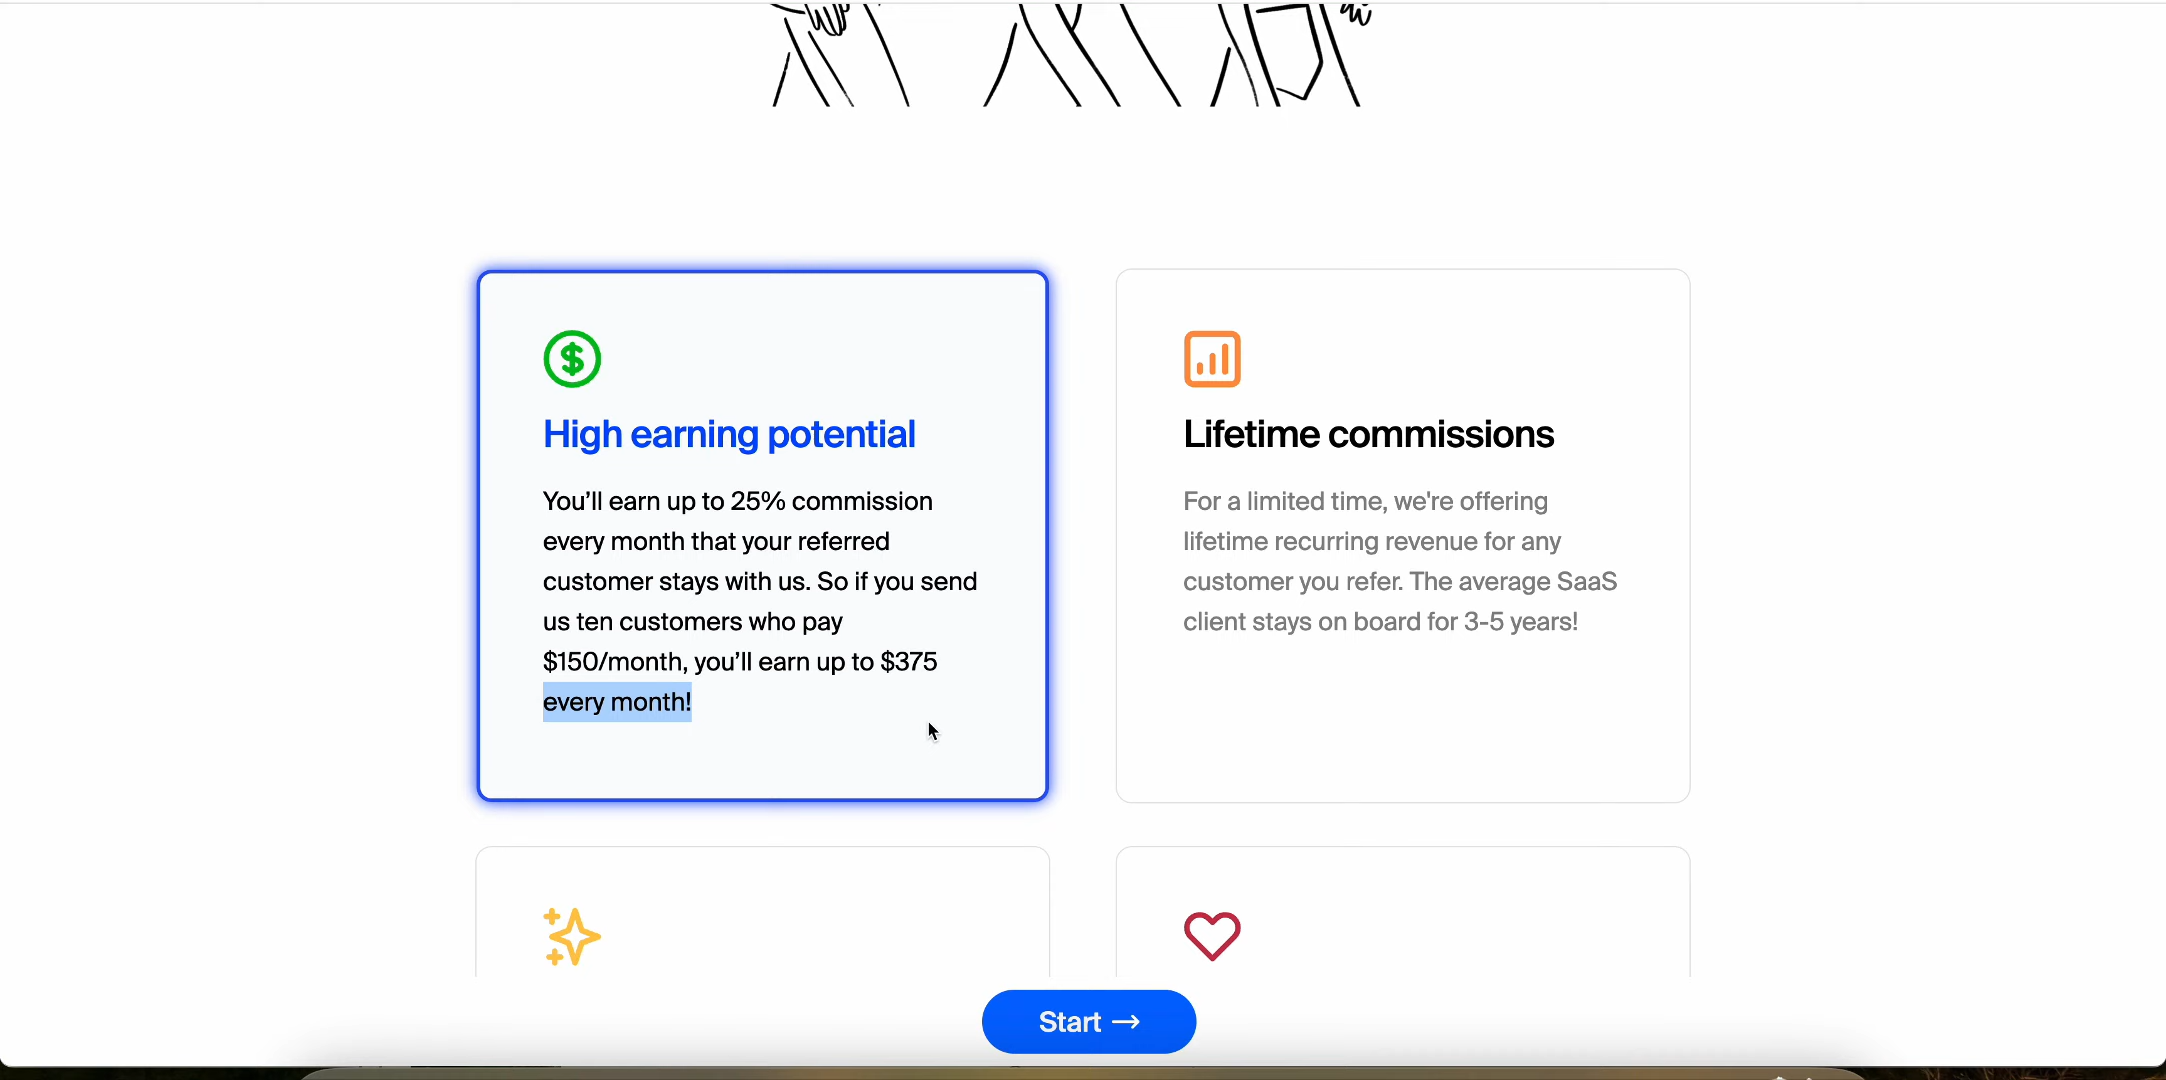 High earning potential
You’ll earn up to 25% commission
every month that your referred
customer stays with us. So if you send
us ten customers who pay
$150/month, you’ll earn up to $375
every month!
Lifetime commissions
For a limited time, we're offering
lifetime recurring revenue for any
customer you refer. The average SaaS
client stays on board for 3-5 years!
Start →